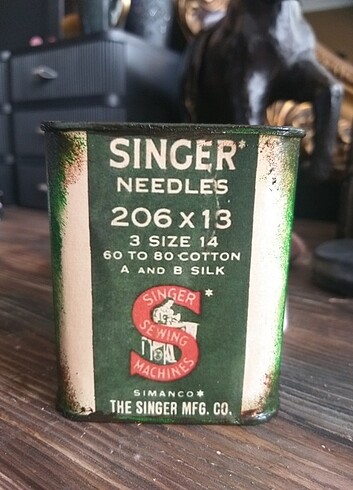 SINGER*
NEEDLES
206 x 13
3 SIZE 14
60 TO 80 COTTON
A AND B SILK
SINGER *
SEWING
MACHINES
SIMANCO*
THE SINGER MFG. CO.